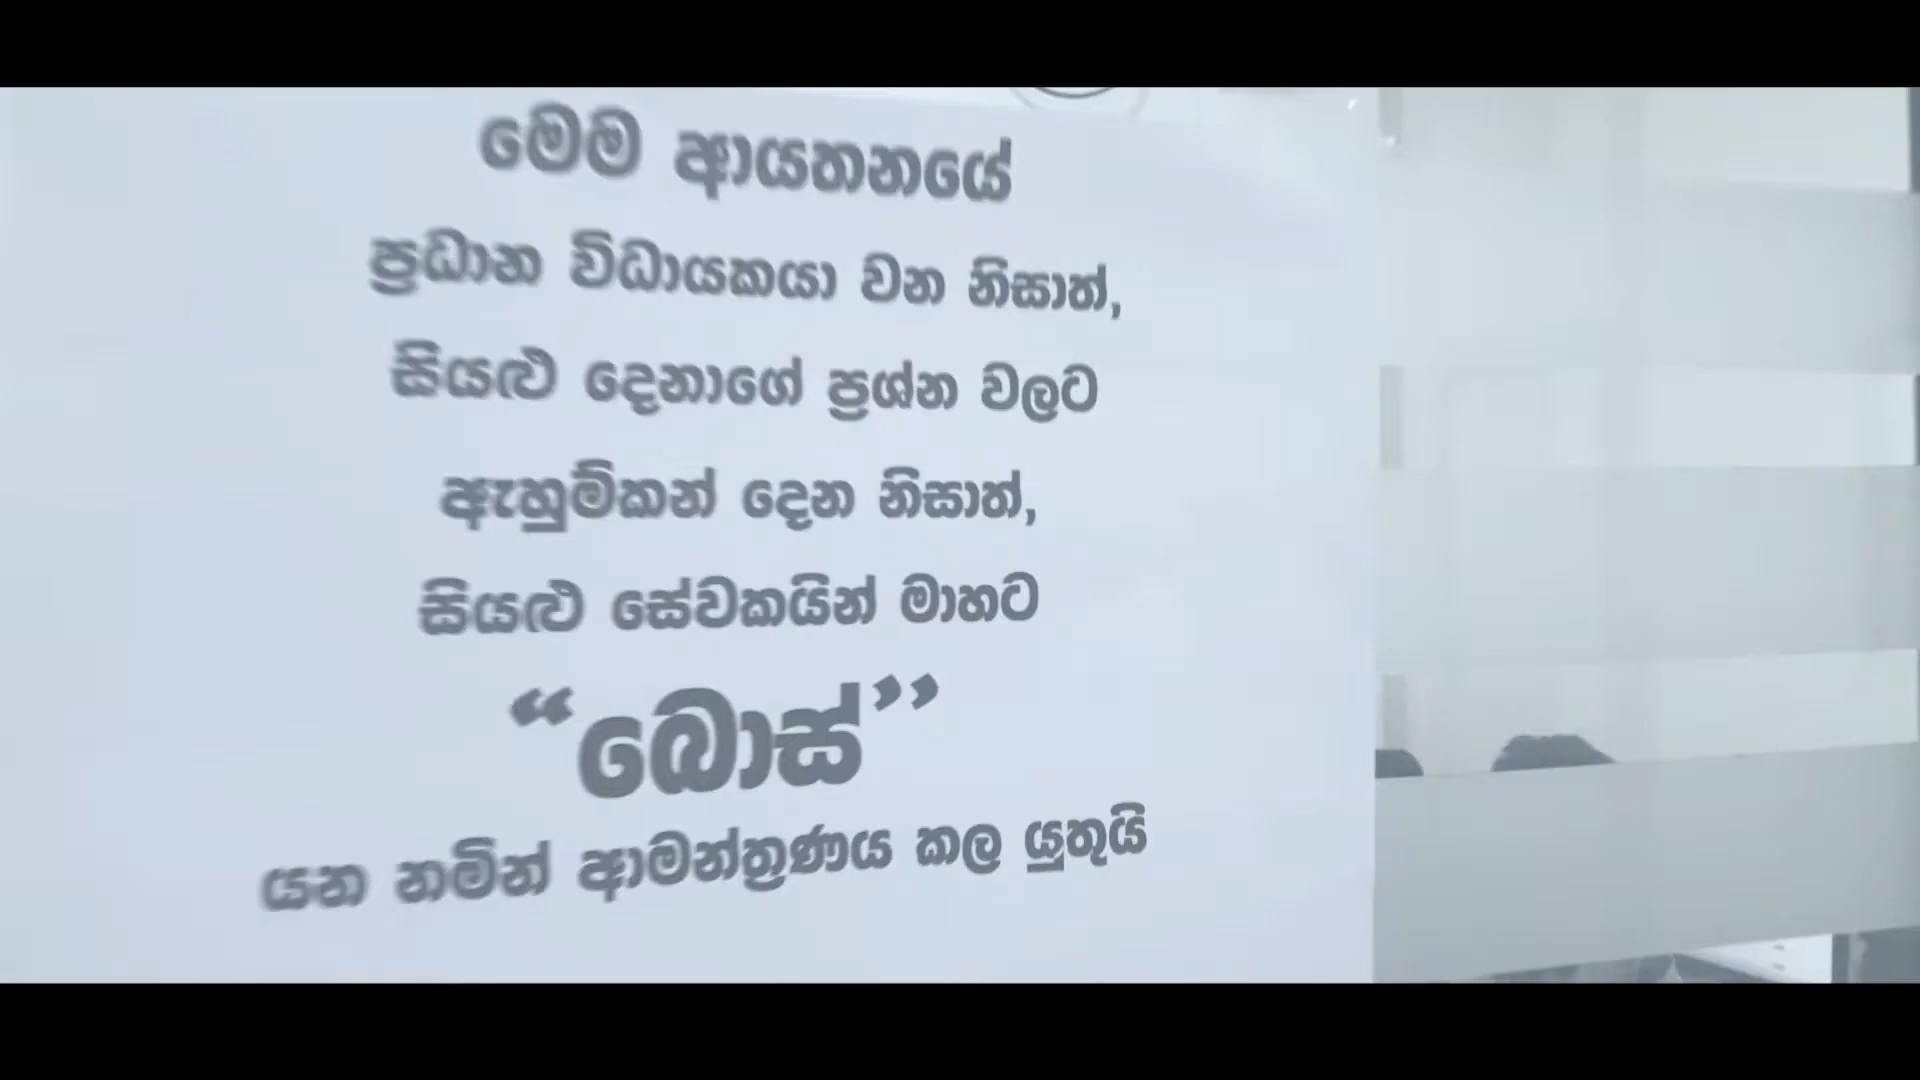 මෙම ආයතනයේ
ප්‍රධාන විධායකයා වන නිසාත්,
සියළු දෙනාගේ ප්‍රශ්න වලට
ඇහුම්කන් දෙන නිසාත්,
සියළු සේවකයින් මාහට
“බොස්”
යන නමින් ආමන්ත්‍රණය කල යුතුයි